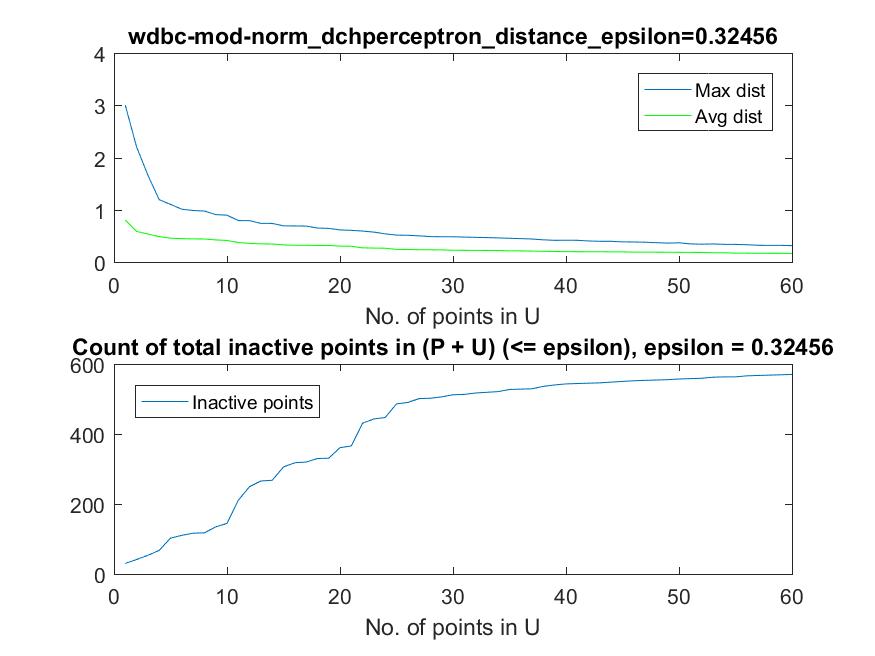 wdbc-mod-norm_dchperceptron_distance_epsilon=0.32456
4
3
2
1
0
Max dist
Avg dist
0 10 20 30 40 50 60
No. of points in U
Count of total inactive points in (P + U) (<= epsilon), epsilon = 0.32456
600
400
200
0
Inactive points
0 10 20 30 40 50 60
No. of points in U